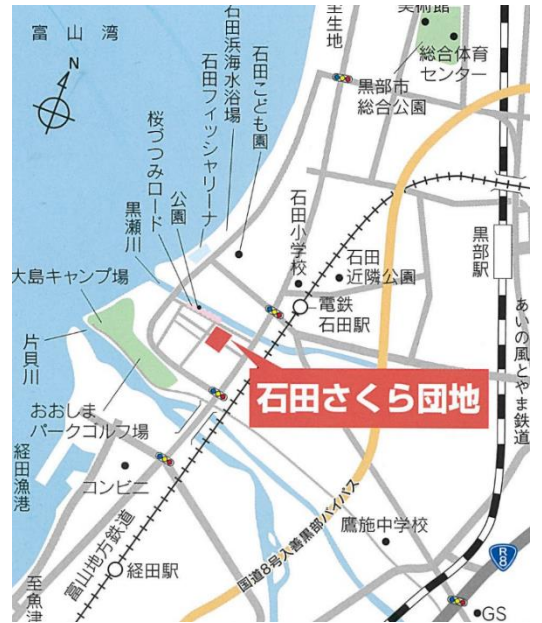 富山湾
N
至生地
美術館
総合体育
センター
黒部市
総合公園
石田浜海水浴場
石田フィッシャリーナ
石田こども園
桜づつみロード
公園
黒瀬川
石田小学校
石田
近隣公園
電鉄
石田駅
黒部駅
あいの風とやま鉄道
大島キャンプ場
片貝川
石田さくら団地
おおしま
パークゴルフ場
経田漁港
コンビニ
富山地方鉄道
経田駅
国道8号入善黒部バイパス
鷹施中学校
R
8
至魚津
GS